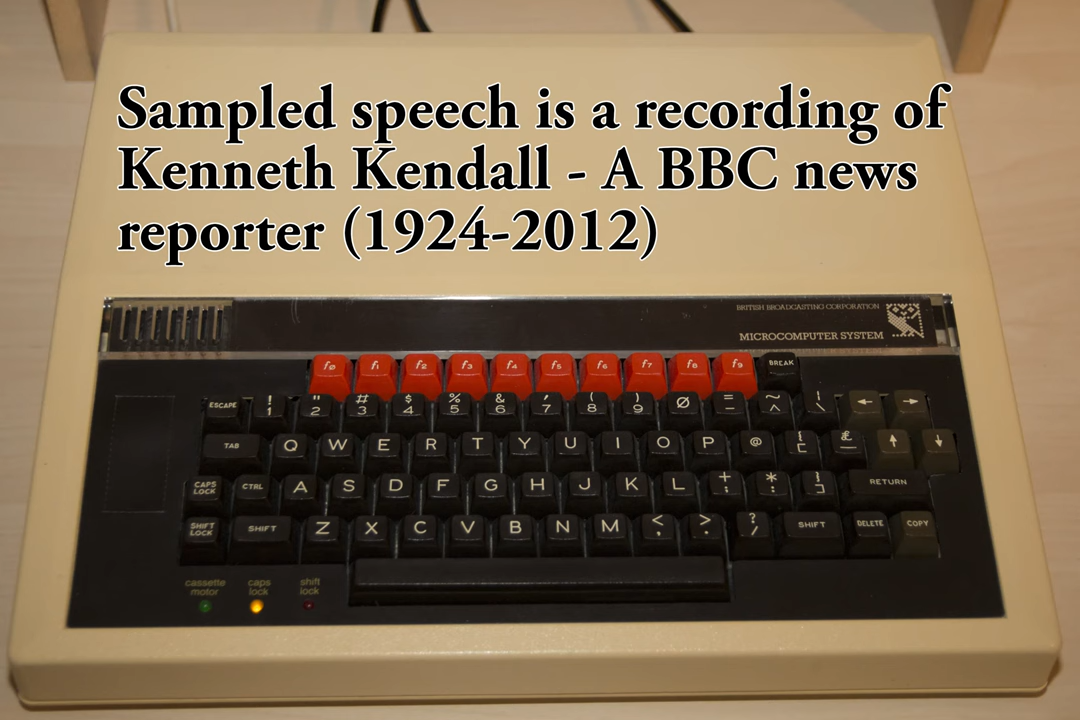 Sampled speech is a recording of
Kenneth Kendall - A BBC news
reporter (1924-2012)
BRITISH BROADCASTING CORPORATION
MICROCOMPUTER SYSTEM
f0 f1 f2 f3 f4 f5 f6 f7 f8 f9 BREAK
ESCAPE ! 1 " 2 # 3 $ 4 % 5 & 6 ' 7 ( 8 ) 9 Ø = - ~ ^ | \ ← →
TAB Q W E R T Y U I O P @ { [ £ _ ↑ ↓
CAPS LOCK CTRL A S D F G H J K L + ; * : } ] RETURN
SHIFT LOCK SHIFT Z X C V B N M < , > . ? / SHIFT DELETE COPY
cassette motor caps lock shift lock